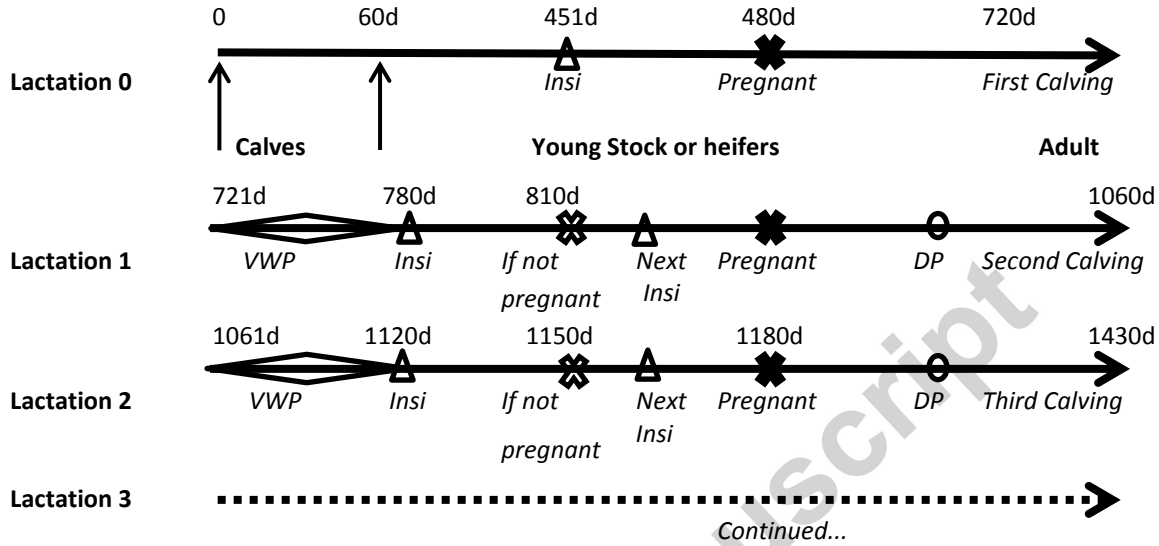 0 60d 451d 480d 720d
Lactation 0
Insi Pregnant First Calving
Calves Young Stock or heifers Adult
721d 780d 810d 1060d
Lactation 1
VWP Insi If not Next Pregnant DP Second Calving
pregnant Insi
1061d 1120d 1150d 1180d 1430d
Lactation 2
VWP Insi If not Next Pregnant DP Third Calving
pregnant Insi
Lactation 3
Continued...